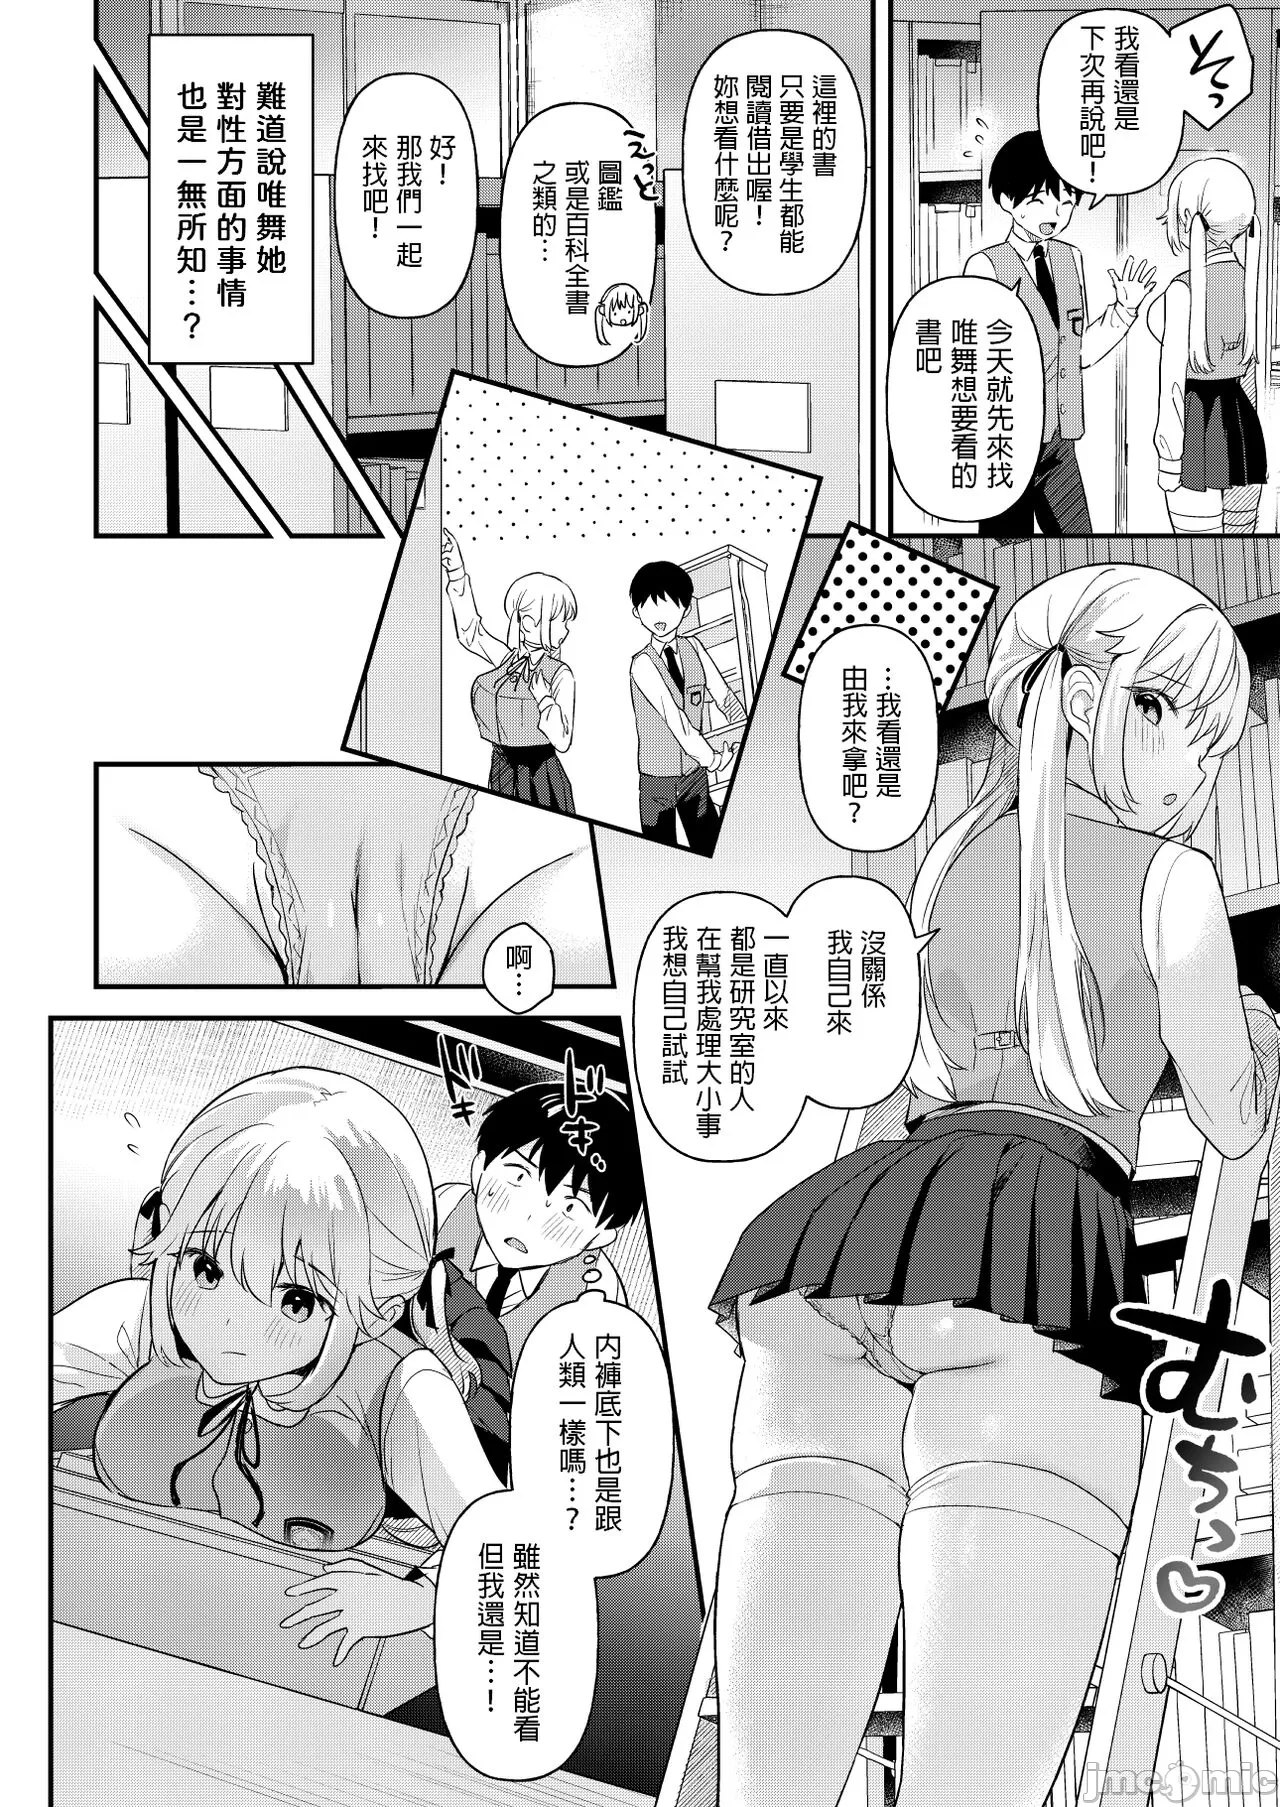 我看還是
下次再說吧！
そろっ
今天就先來找
唯舞想要看的
書吧
這裡的書
只要是學生都能
閱讀借出喔！
妳想看什麼呢？
えっと
圖鑑
或是百科全書
之類的…
好！
那我們一起
來找吧！
難道說唯舞她
對性方面的事情
也是一無所知…？
…我看還是
由我來拿吧？
沒關係
我自己來
一直以來
都是研究室的人
在幫我處理大小事
我想自己試試
むちっ♡
啊…
ドキ
ドキ
内褲底下也是跟
人類一樣嗎…？
雖然知道不能看
但我還是…！
jmcomic